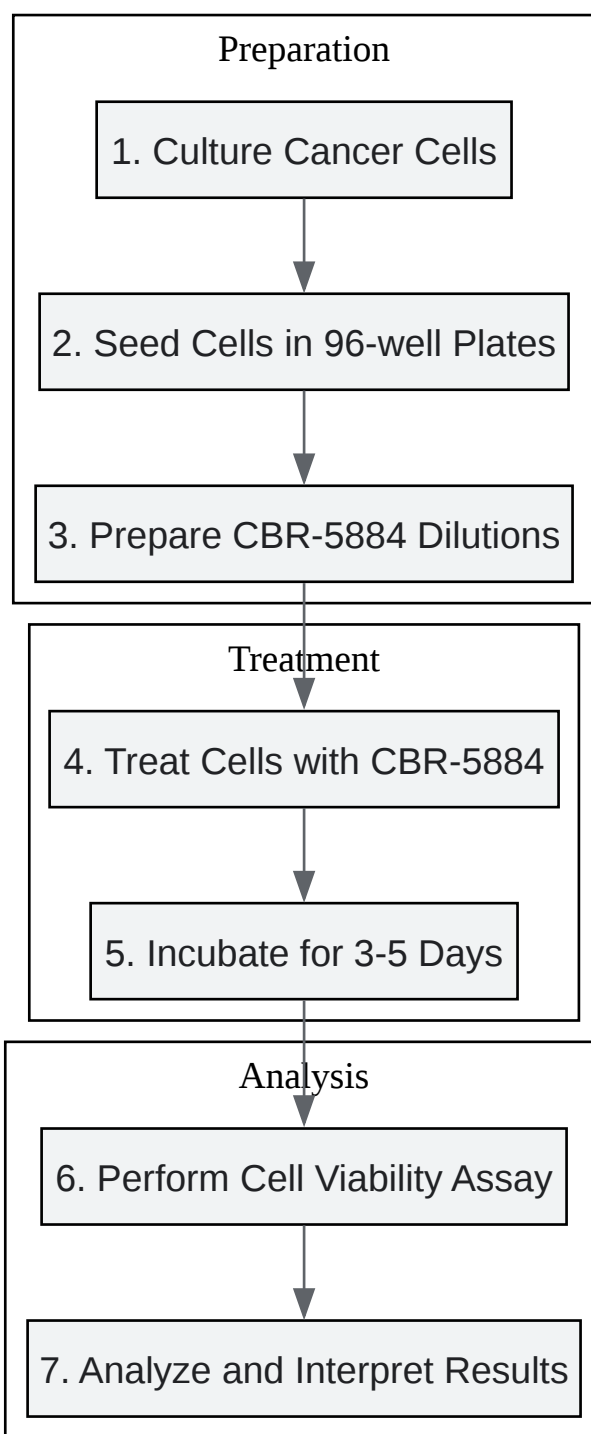 Preparation
1. Culture Cancer Cells
2. Seed Cells in 96-well Plates
3. Prepare CBR-5884 Dilutions
Treatment
4. Treat Cells with CBR-5884
5. Incubate for 3-5 Days
Analysis
6. Perform Cell Viability Assay
7. Analyze and Interpret Results